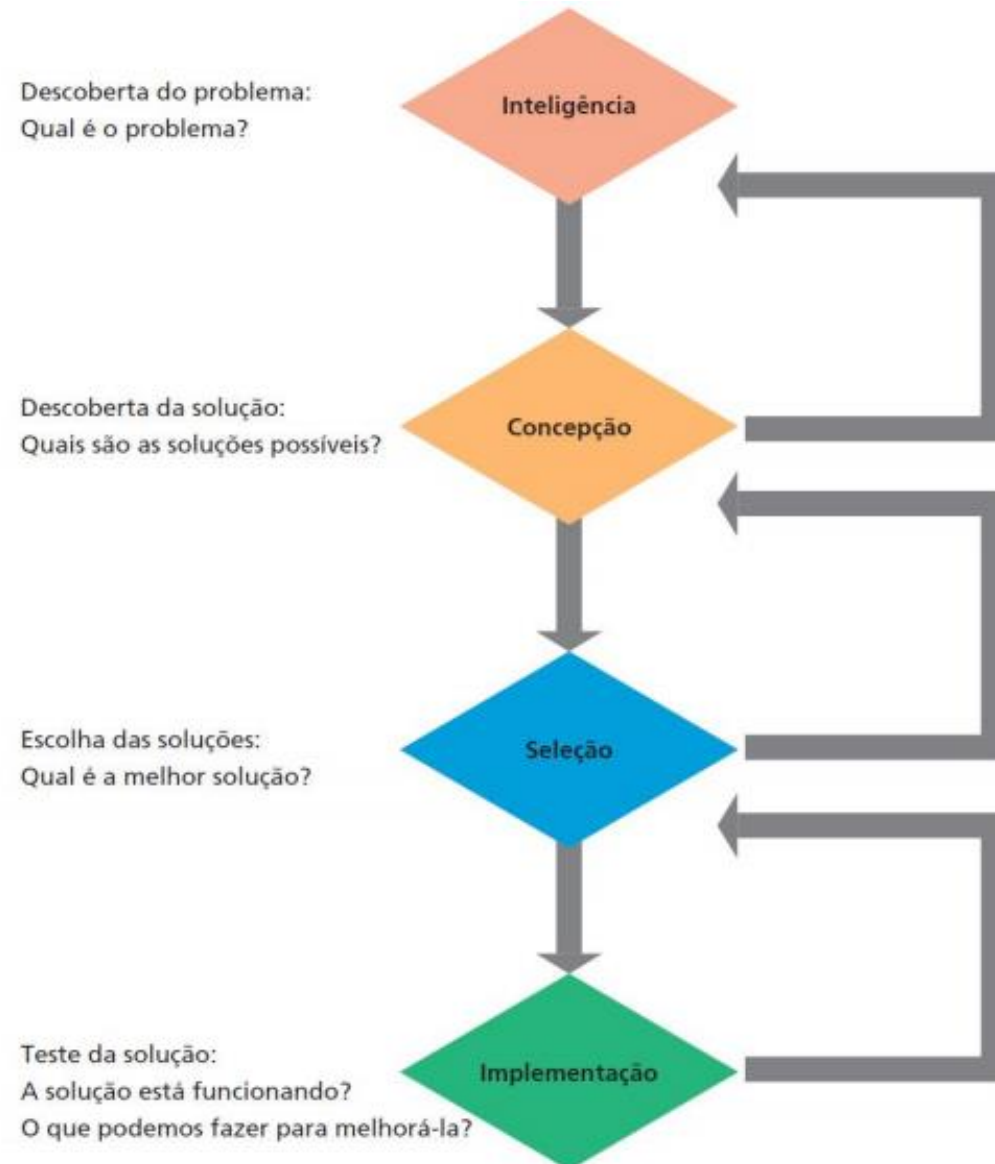 Descoberta do problema:
Qual é o problema?
Inteligência
Descoberta da solução:
Quais são as soluções possíveis?
Concepção
Escolha das soluções:
Qual é a melhor solução?
Seleção
Teste da solução:
A solução está funcionando?
O que podemos fazer para melhorá-la?
Implementação